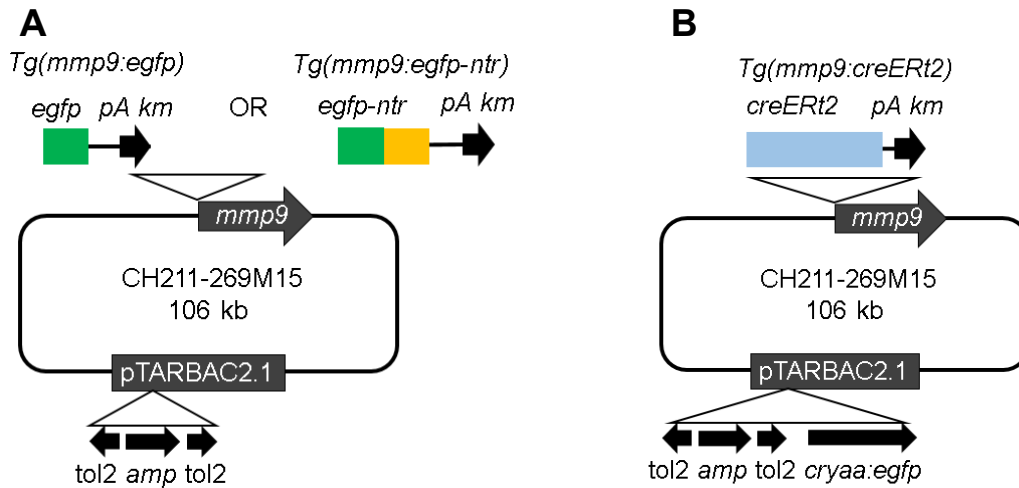 A
Tg(mmp9:egfp)
Tg(mmp9:egfp-ntr)
egfp pA km
OR
egfp-ntr pA km
mmp9
CH211-269M15
106 kb
pTARBAC2.1
tol2 amp tol2
B
Tg(mmp9:creERt2)
creERt2 pA km
mmp9
CH211-269M15
106 kb
pTARBAC2.1
tol2 amp tol2 cryaa:egfp